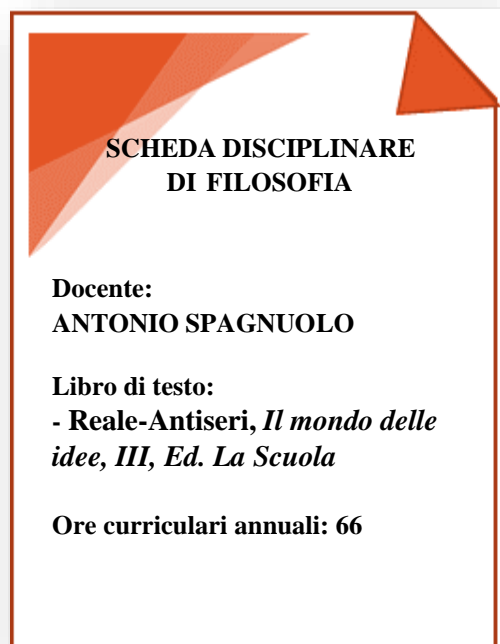 SCHEDA DISCIPLINARE
DI FILOSOFIA
Docente:
ANTONIO SPAGNUOLO
Libro di testo:
- Reale-Antiseri, Il mondo delle
idee, III, Ed. La Scuola
Ore curriculari annuali: 66